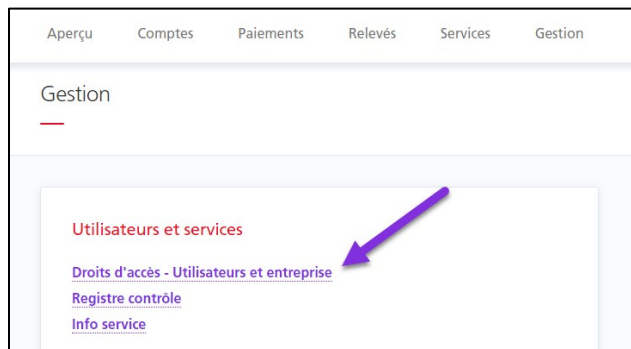 Aperçu Comptes Paiements Relevés Services Gestion
Gestion
Utilisateurs et services
Droits d'accès - Utilisateurs et entreprise
Registre contrôle
Info service